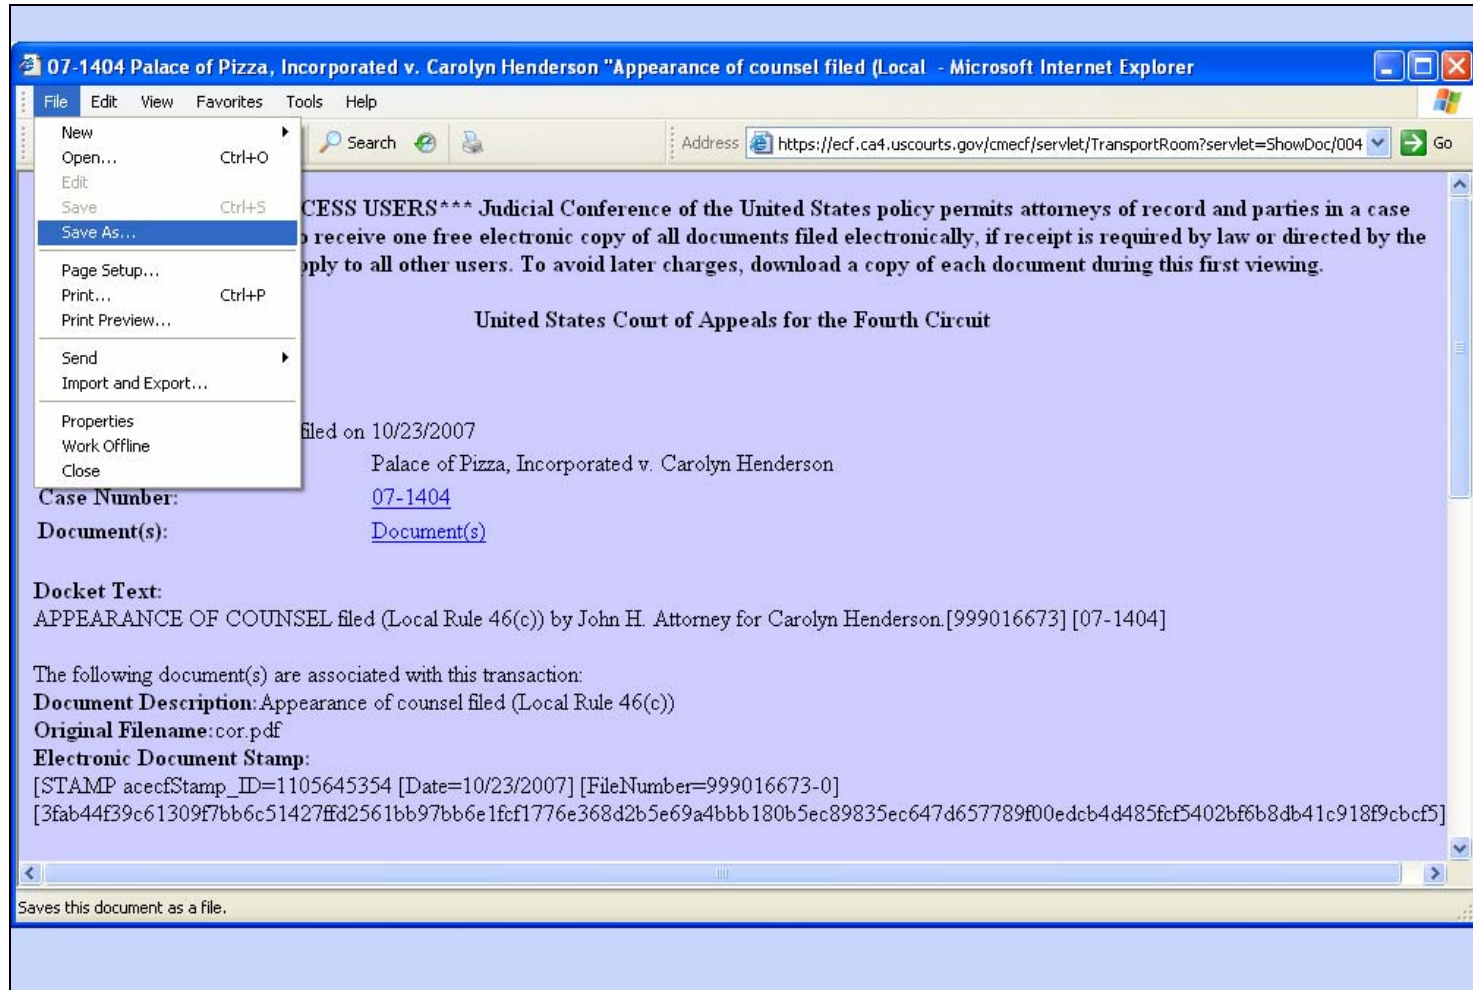 07-1404 Palace of Pizza, Incorporated v. Carolyn Henderson "Appearance of counsel filed (Local - Microsoft Internet Explorer
File Edit View Favorites Tools Help
Search Address https://ecf.ca4.uscourts.gov/cmecf/servlet/TransportRoom?servlet=ShowDoc/004 Go
New
Open... Ctrl+O
Edit
Save Ctrl+S
Save As...
Page Setup...
Print... Ctrl+P
Print Preview...
Send
Import and Export...
Properties
Work Offline
Close
CESS USERS*** Judicial Conference of the United States policy permits attorneys of record and parties in a case
receive one free electronic copy of all documents filed electronically, if receipt is required by law or directed by the
pply to all other users. To avoid later charges, download a copy of each document during this first viewing.
United States Court of Appeals for the Fourth Circuit
filed on 10/23/2007
Palace of Pizza, Incorporated v. Carolyn Henderson
Case Number: 07-1404
Document(s): Document(s)
Docket Text:
APPEARANCE OF COUNSEL filed (Local Rule 46(c)) by John H. Attorney for Carolyn Henderson.[999016673] [07-1404]
The following document(s) are associated with this transaction:
Document Description:Appearance of counsel filed (Local Rule 46(c))
Original Filename:cor.pdf
Electronic Document Stamp:
[STAMP acecfStamp_ID=1105645354 [Date=10/23/2007] [FileNumber=999016673-0]
[3fab44f39c61309f7bb6c51427ffd2561bb97bb6e1fcf1776e368d2b5e69a4bbb180b5ec89835ec647d657789f00edcb4d485fcf5402bf6b8db41c918f9cbcf5]
Saves this document as a file.